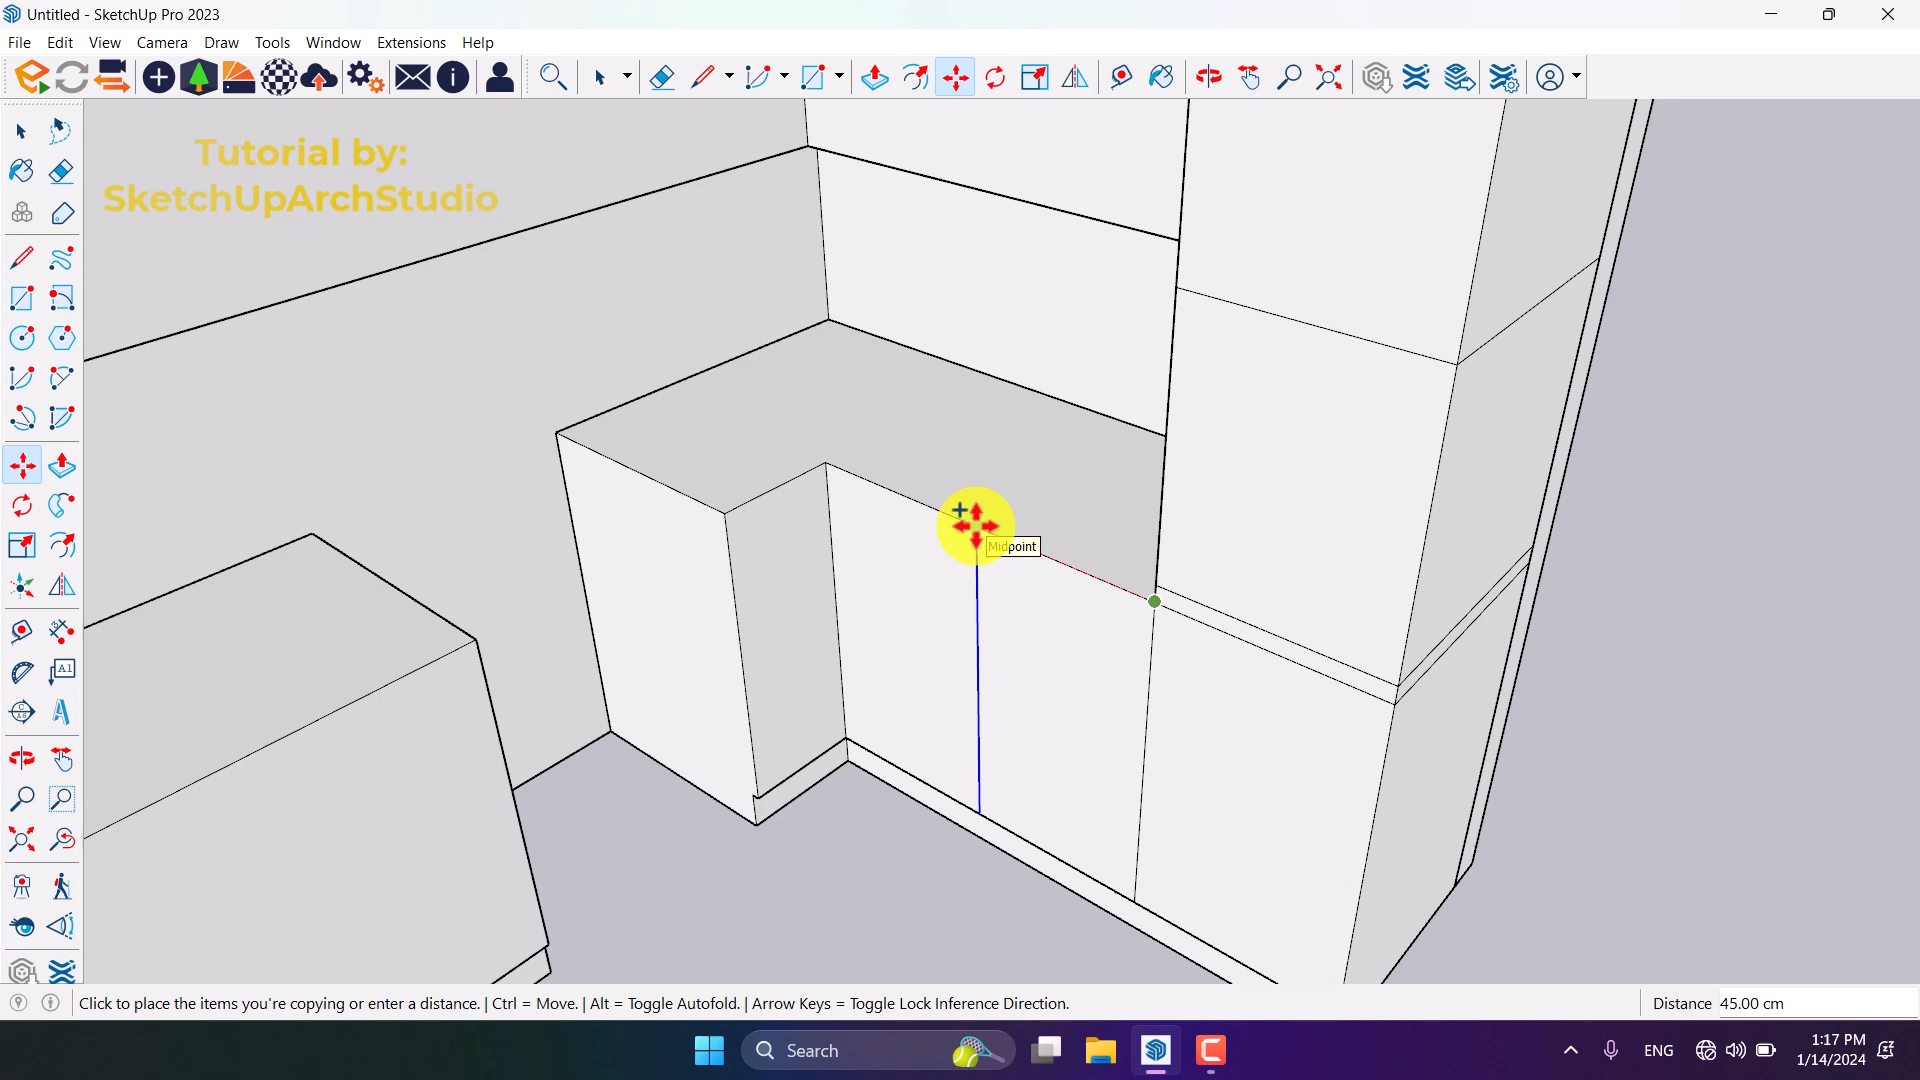 Untitled - SketchUp Pro 2023
File Edit View Camera Draw Tools Window Extensions Help
Tutorial by:
SketchUpArchStudio
Midpoint
Click to place the items you're copying or enter a distance. | Ctrl = Move. | Alt = Toggle Autofold. | Arrow Keys = Toggle Lock Inference Direction.
Distance 45.00 cm
Search
ENG
1:17 PM
1/14/2024